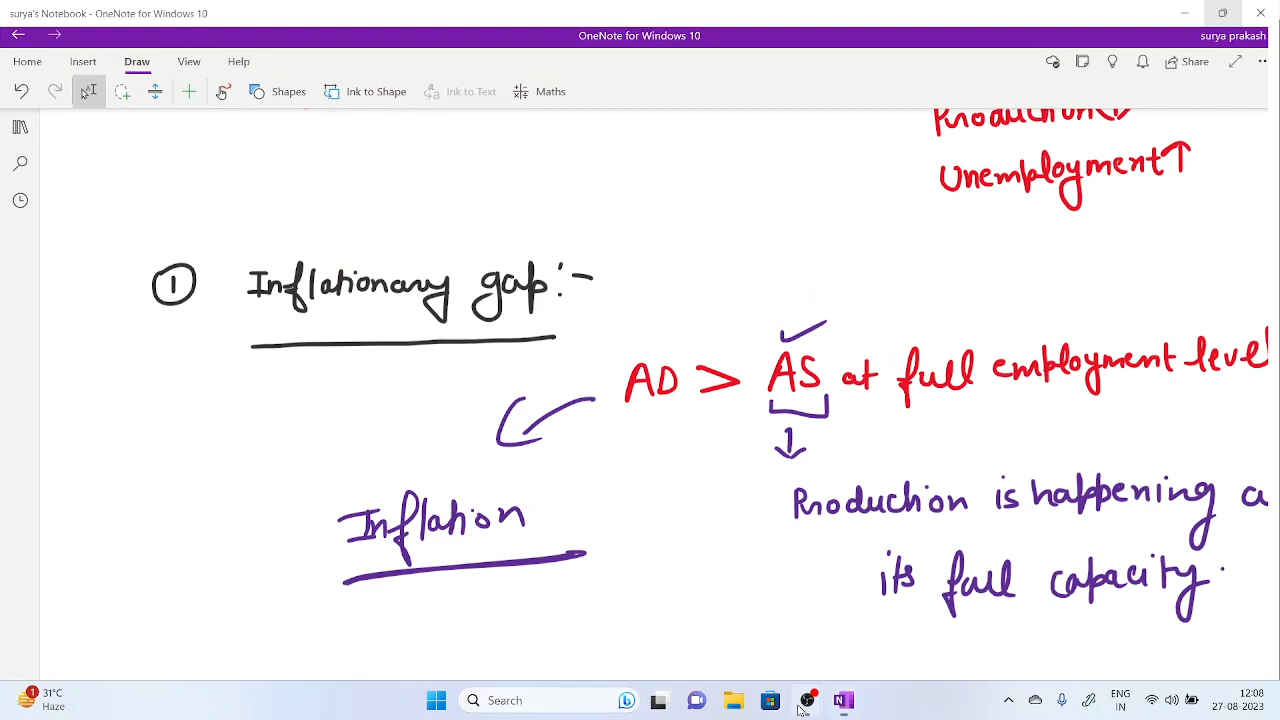 surya's Notebook - OneNote for Windows 10
OneNote for Windows 10
surya prakash
Home Insert Draw View Help
Share
Shapes Ink to Shape Ink to Text Maths
Production
Unemployment ↑
① Inflationary gap:-
AD > AS at full employment level
Inflation
Production is happening a
its full capacity.
1
31°C
Haze
Search
ENG
IN
12:08
27-08-2023